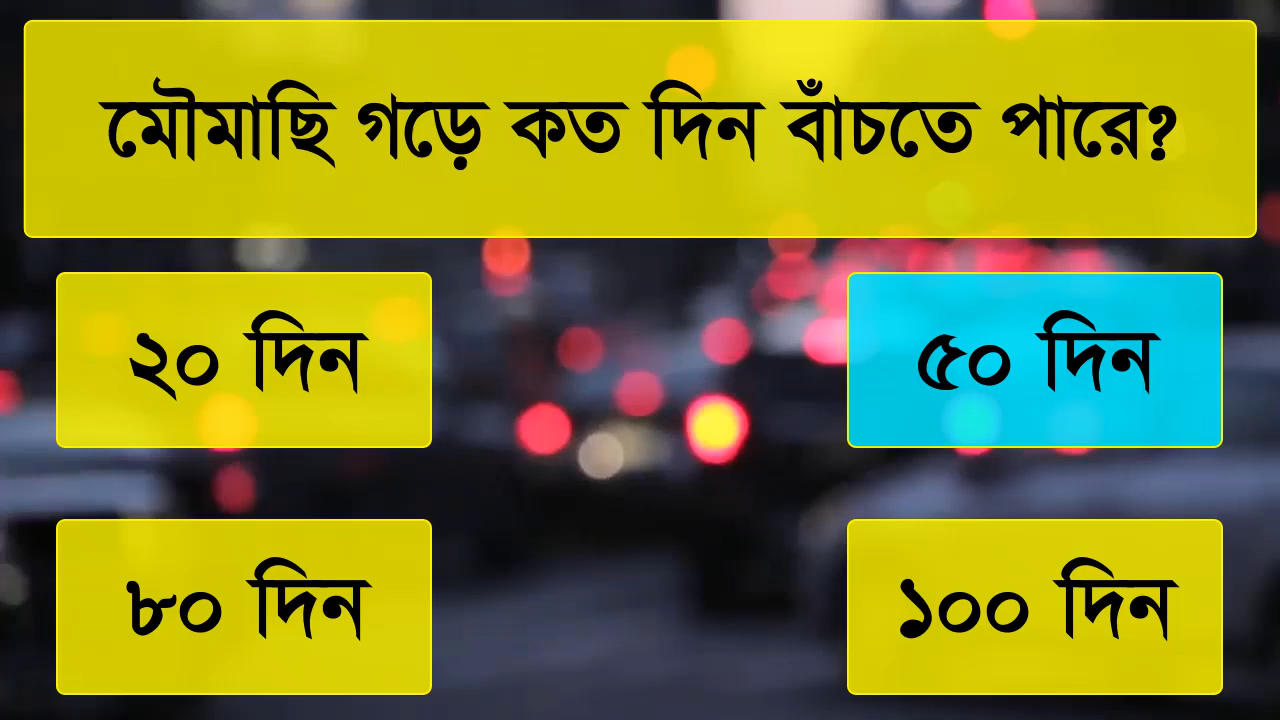 মৌমাছি গড়ে কত দিন বাঁচতে পারে?
২০ দিন
৫০ দিন
৮০ দিন
১০০ দিন